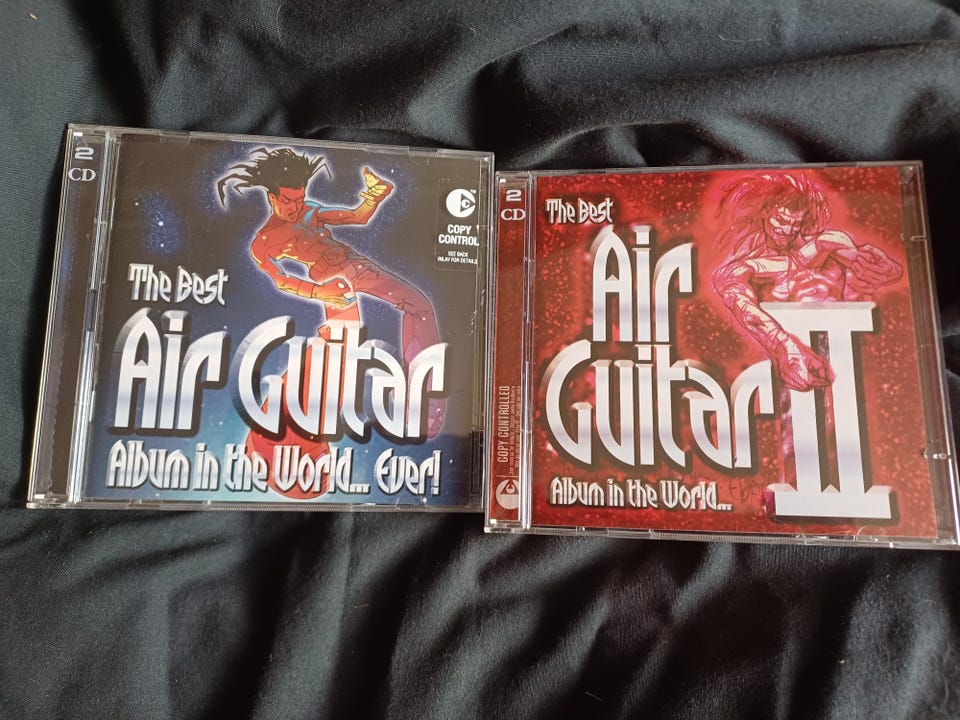 2
CD
The Best
Air Guitar
Album in the World... Ever!
COPY
CONTROL
SEE BACK
INLAY FOR DETAILS
2
CD
The Best
Air
Guitar
II
Album in the World...
COPY CONTROLLED